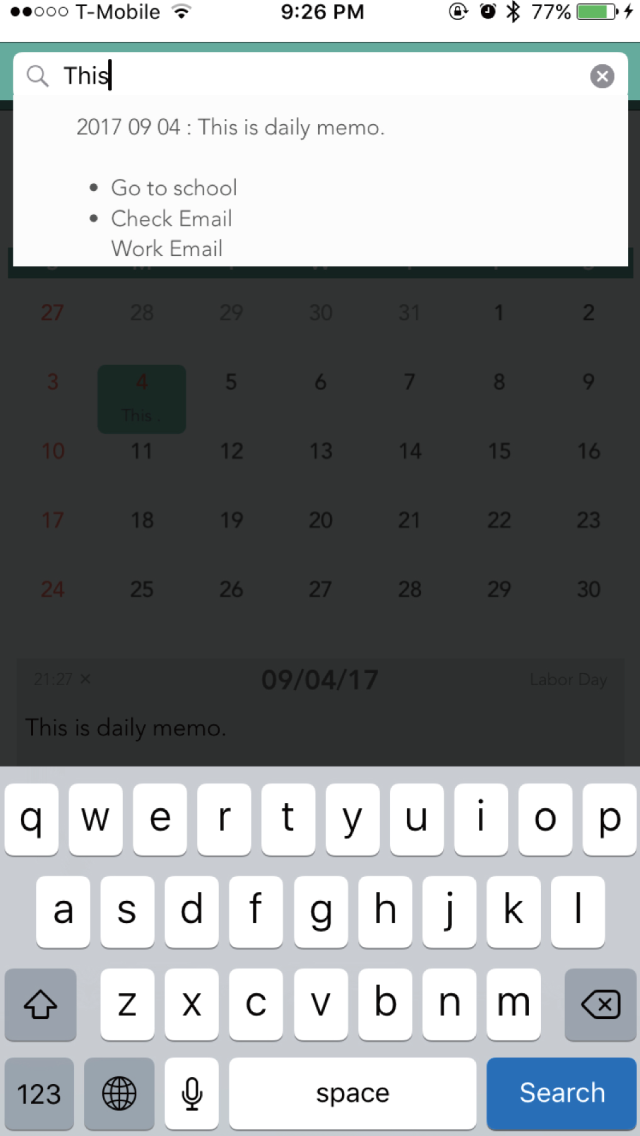 T-Mobile 9:26 PM 77%
This
2017 09 04 : This is daily memo.
• Go to school
• Check Email
Work Email
27 28 29 30 31 1 2
3 4 5 6 7 8 9
This .
10 11 12 13 14 15 16
17 18 19 20 21 22 23
24 25 26 27 28 29 30
21:27 × 09/04/17 Labor Day
This is daily memo.
q w e r t y u i o p
a s d f g h j k l
z x c v b n m
123 space Search